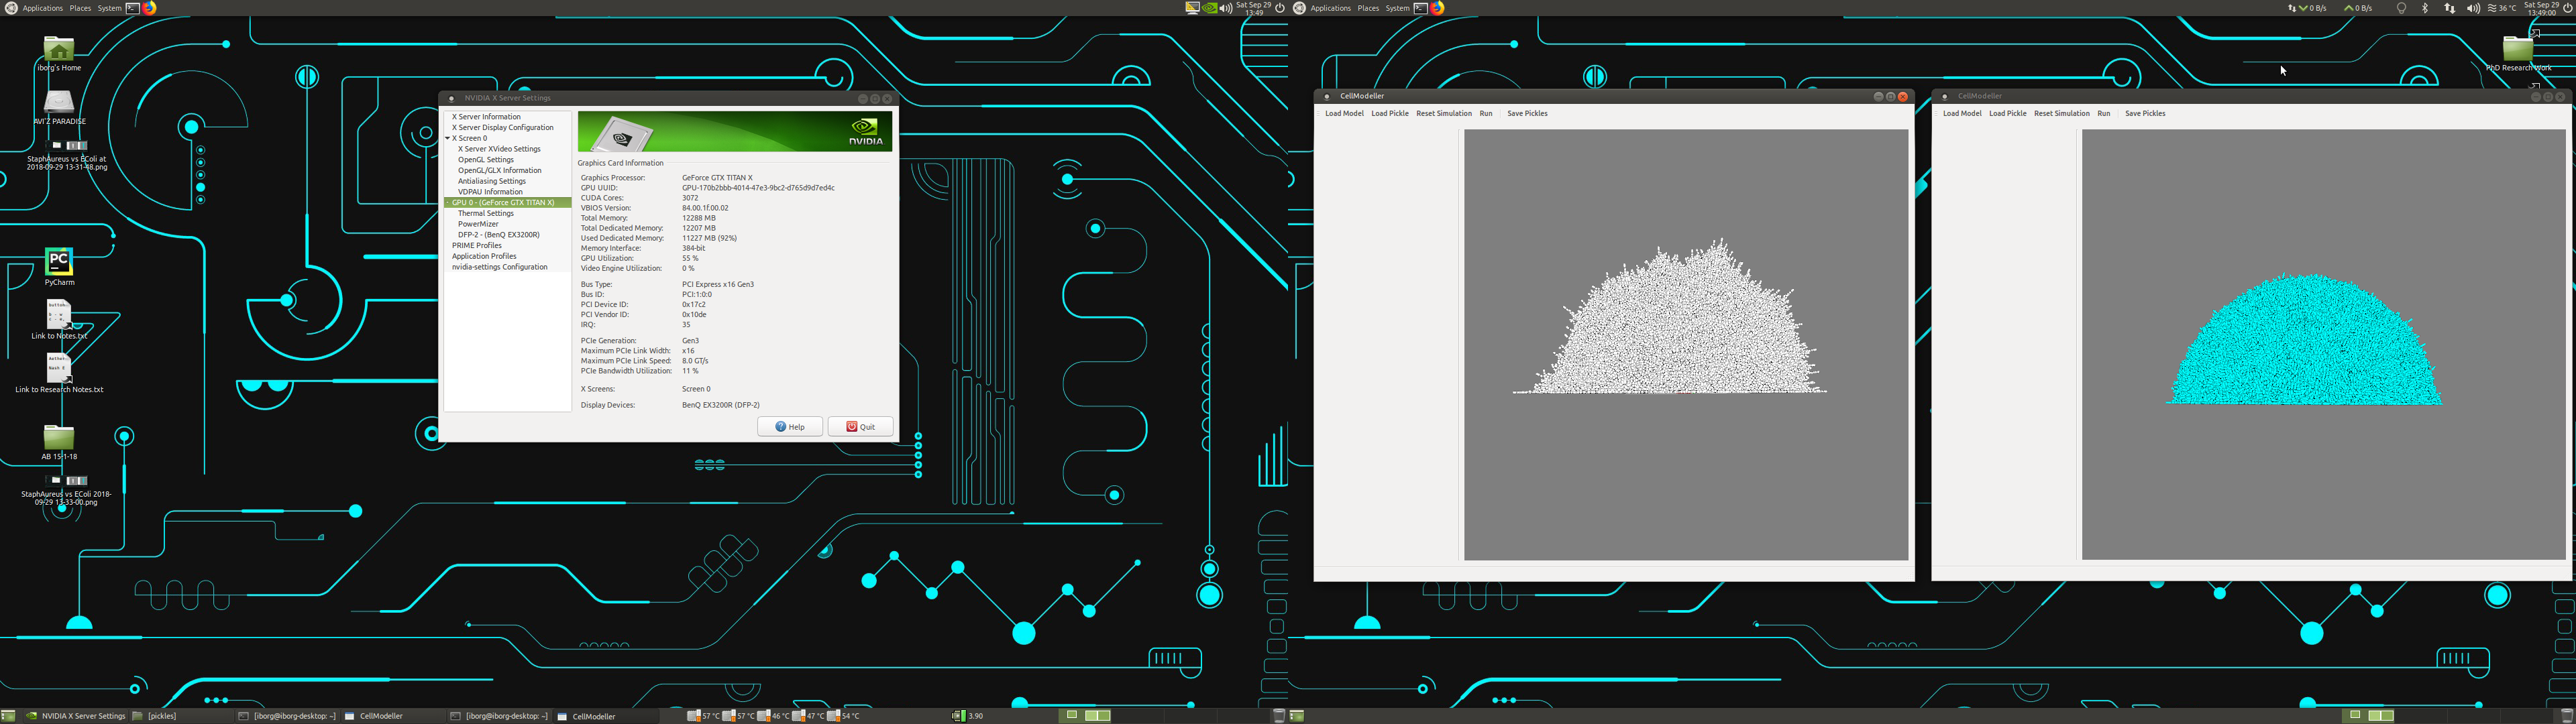 Applications Places System
Sat Sep 29
13:49
Applications Places System
0 B/s
0 B/s
36 °C
Sat Sep 29
13:49:00
iborg's Home
AVI'Z PARADISE
StaphAureus vs EColi at
2018-09-29 13-31-48.png
PC
PyCharm
Link to Notes.txt
Link to Research Notes.txt
AB 15-1-18
StaphAureus vs EColi 2018-
09-29 13-33-00.png
PhD Research Work
NVIDIA X Server Settings
X Server Information
X Server Display Configuration
X Screen 0
X Server XVideo Settings
OpenGL Settings
OpenGL/GLX Information
Antialiasing Settings
VDPAU Information
GPU 0 - (GeForce GTX TITAN X)
Thermal Settings
PowerMizer
DFP-2 - (BenQ EX3200R)
PRIME Profiles
Application Profiles
nvidia-settings Configuration
NVIDIA
Graphics Card Information
Graphics Processor: GeForce GTX TITAN X
GPU UUID: GPU-170b2bbb-4014-47e3-9bc2-d765d9d7ed4c
CUDA Cores: 3072
VBIOS Version: 84.00.1f.00.02
Total Memory: 12288 MB
Total Dedicated Memory: 12207 MB
Used Dedicated Memory: 11227 MB (92%)
Memory Interface: 384-bit
GPU Utilization: 55 %
Video Engine Utilization: 0 %
Bus Type: PCI Express x16 Gen3
Bus ID: PCI:1:0:0
PCI Device ID: 0x17c2
PCI Vendor ID: 0x10de
IRQ: 35
PCIe Generation: Gen3
Maximum PCIe Link Width: x16
Maximum PCIe Link Speed: 8.0 GT/s
PCIe Bandwidth Utilization: 11 %
X Screens: Screen 0
Display Devices: BenQ EX3200R (DFP-2)
Help Quit
CellModeller
Load Model Load Pickle Reset Simulation Run Save Pickles
CellModeller
Load Model Load Pickle Reset Simulation Run Save Pickles
NVIDIA X Server Settings
[pickles]
[iborg@iborg-desktop: ~]
CellModeller
[iborg@iborg-desktop: ~]
CellModeller
57 °C 57 °C 46 °C 47 °C 54 °C
3.90